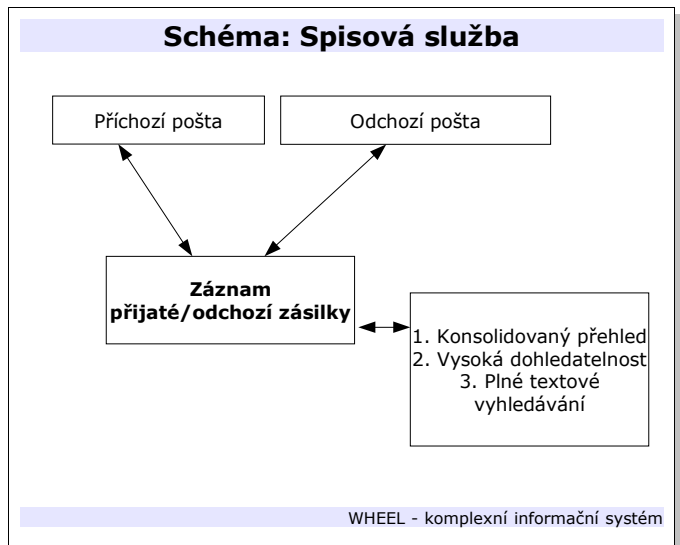 Schéma: Spisová služba
Příchozí pošta
Odchozí pošta
Záznam
přijaté/odchozí zásilky
1. Konsolidovaný přehled
2. Vysoká dohledatelnost
3. Plné textové
vyhledávání
WHEEL - komplexní informační systém